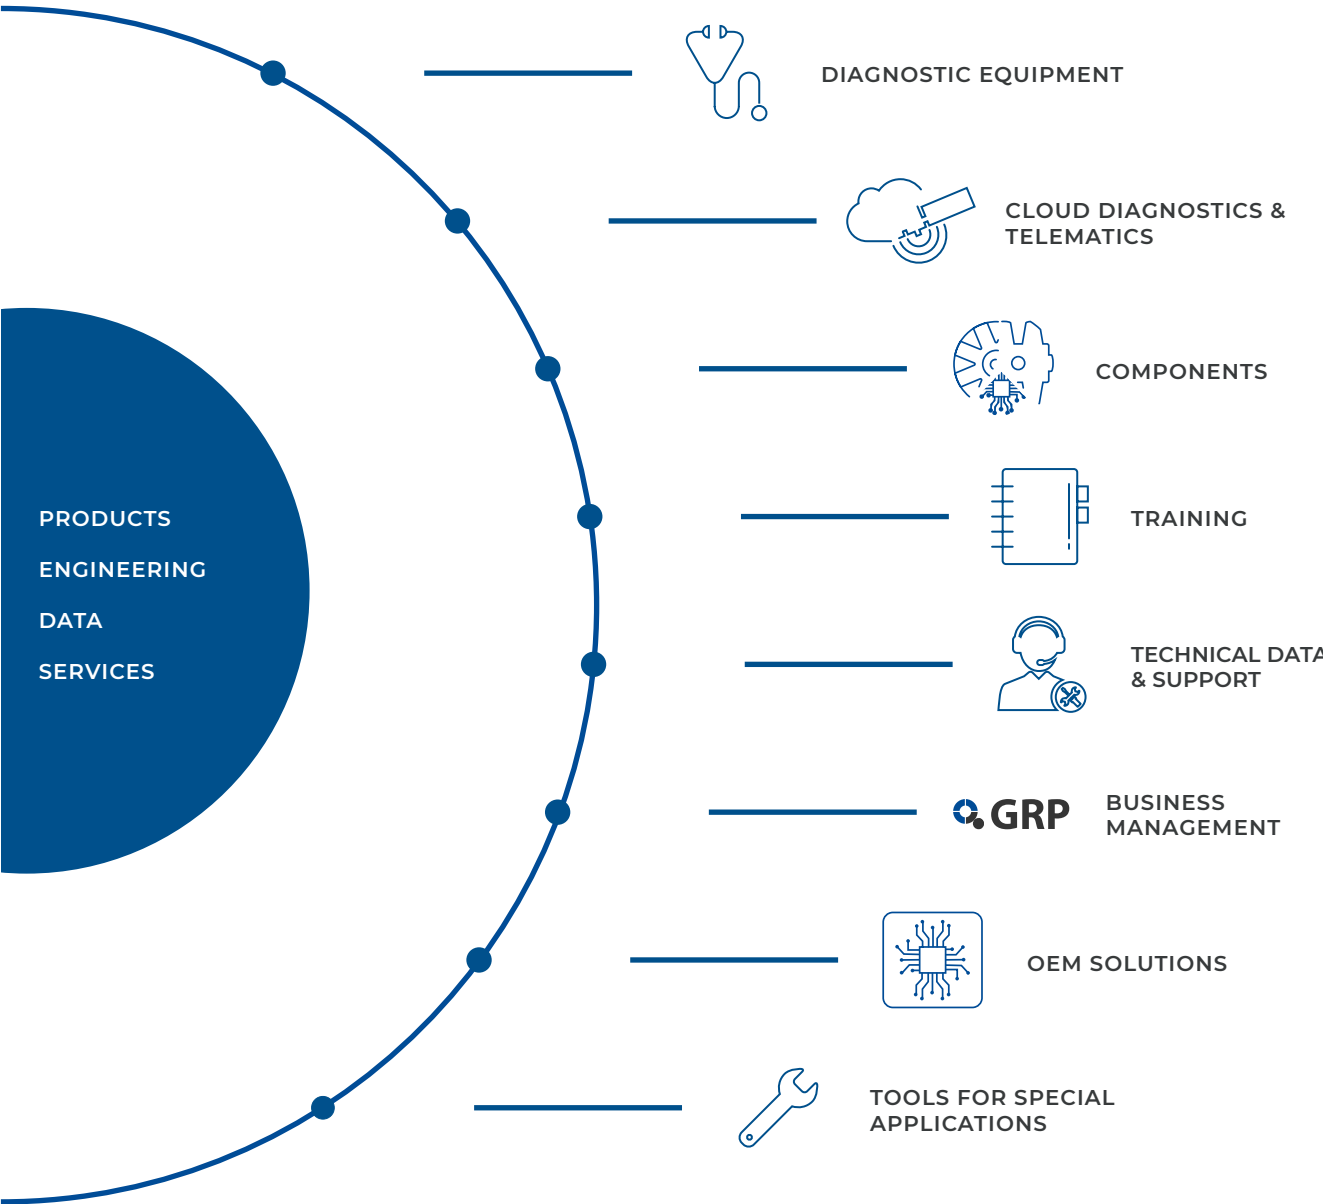 DIAGNOSTIC EQUIPMENT
CLOUD DIAGNOSTICS &
TELEMATICS
COMPONENTS
PRODUCTS
ENGINEERING
DATA
SERVICES
TRAINING
TECHNICAL DATA
& SUPPORT
GRP
BUSINESS
MANAGEMENT
OEM SOLUTIONS
TOOLS FOR SPECIAL
APPLICATIONS